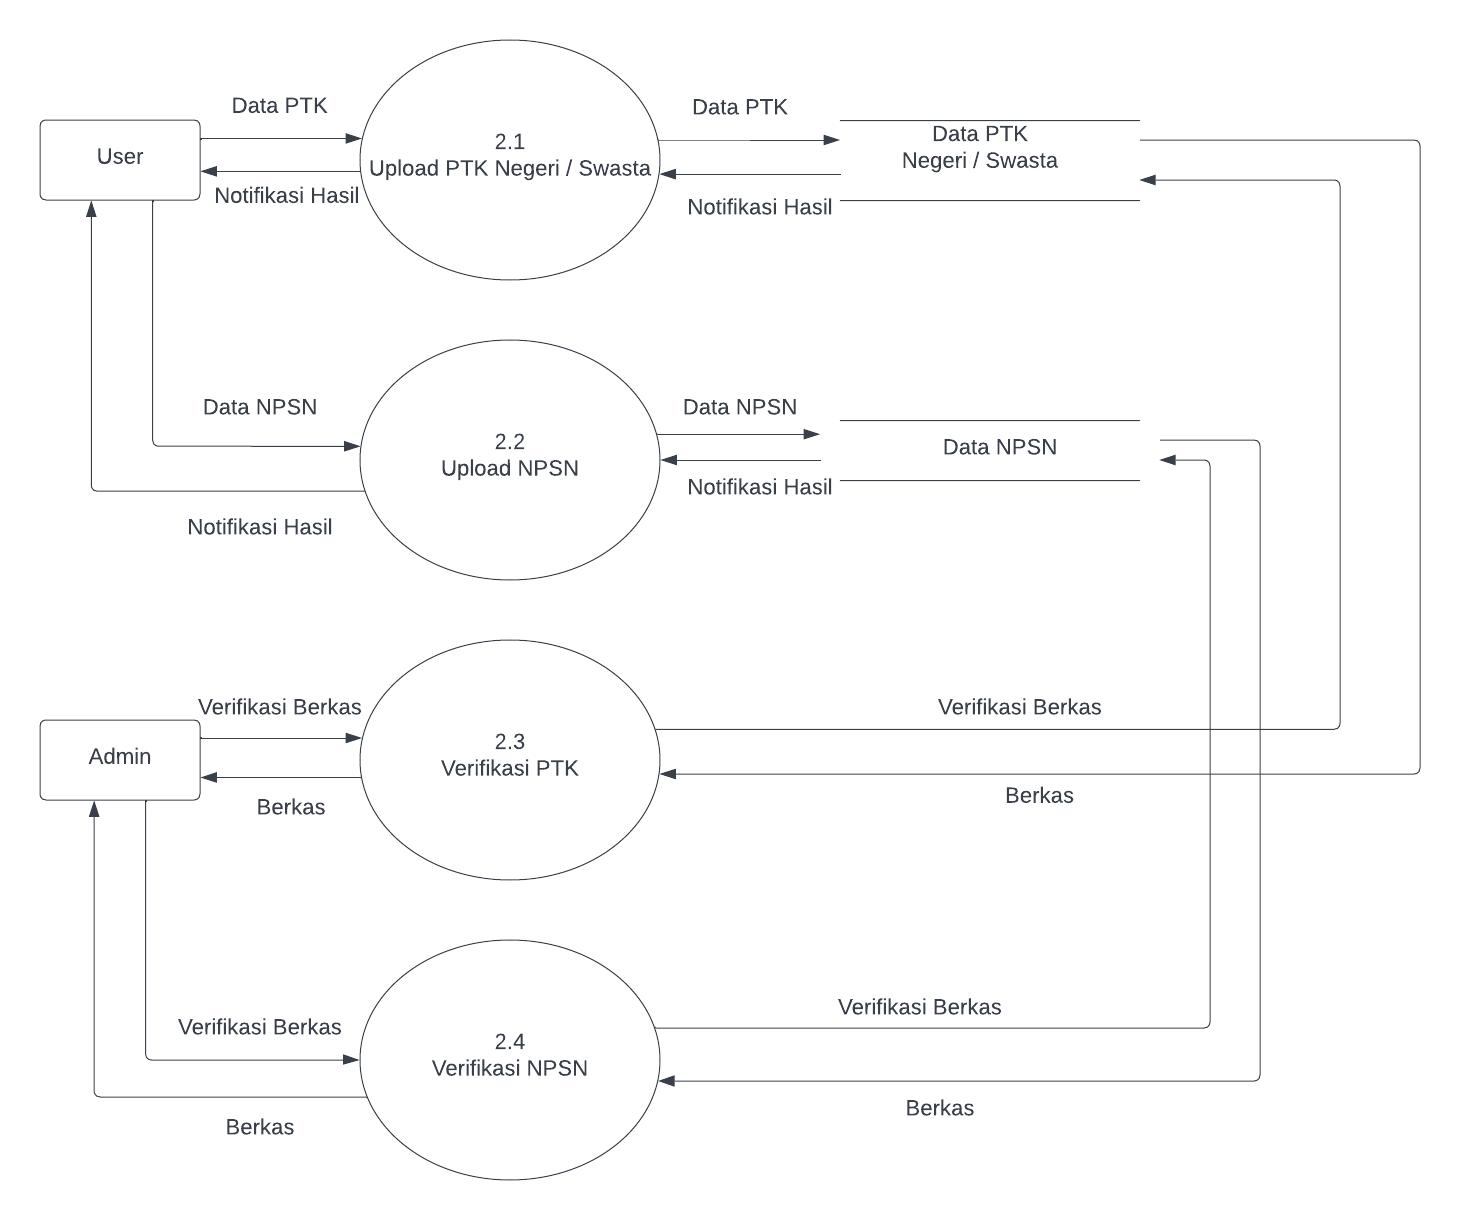 Data PTK
Data PTK
User
2.1
Upload PTK Negeri / Swasta
Data PTK
Negeri / Swasta
Notifikasi Hasil
Notifikasi Hasil
Data NPSN
Data NPSN
2.2
Upload NPSN
Data NPSN
Notifikasi Hasil
Notifikasi Hasil
Verifikasi Berkas
Verifikasi Berkas
Admin
2.3
Verifikasi PTK
Berkas
Berkas
Verifikasi Berkas
Verifikasi Berkas
2.4
Verifikasi NPSN
Berkas
Berkas